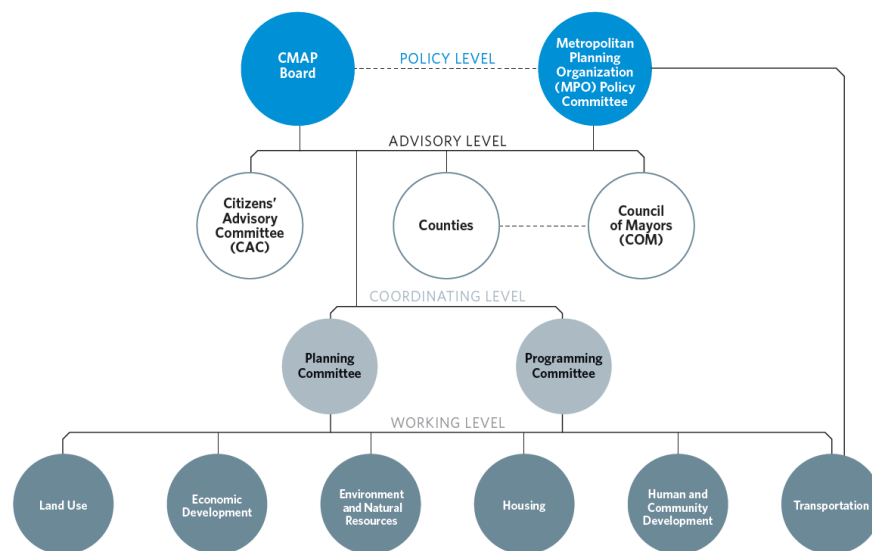 CMAP
Board
POLICY LEVEL
Metropolitan
Planning
Organization
(MPO) Policy
Committee
ADVISORY LEVEL
Citizens'
Advisory
Committee
(CAC)
Counties
Council
of Mayors
(COM)
COORDINATING LEVEL
Planning
Committee
Programming
Committee
WORKING LEVEL
Land Use
Economic
Development
Environment
and Natural
Resources
Housing
Human and
Community
Development
Transportation